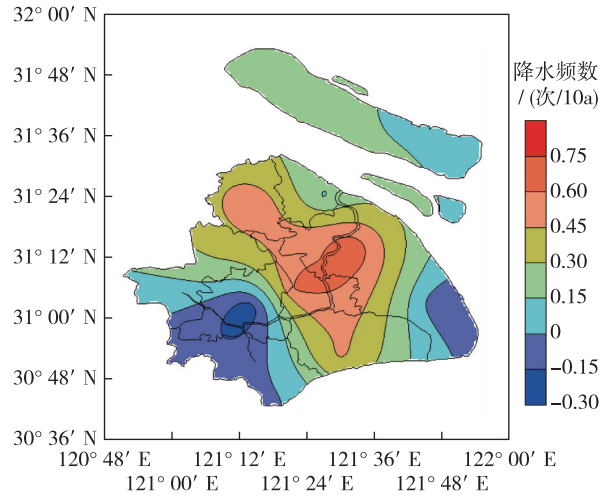 32° 00′ N
31° 48′ N
31° 36′ N
31° 24′ N
31° 12′ N
31° 00′ N
30° 48′ N
30° 36′ N
120° 48′ E 121° 12′ E 121° 36′ E 122° 00′ E
121° 00′ E 121° 24′ E 121° 48′ E
降水频数
/ (次/10a)
0.75
0.60
0.45
0.30
0.15
0
−0.15
−0.30